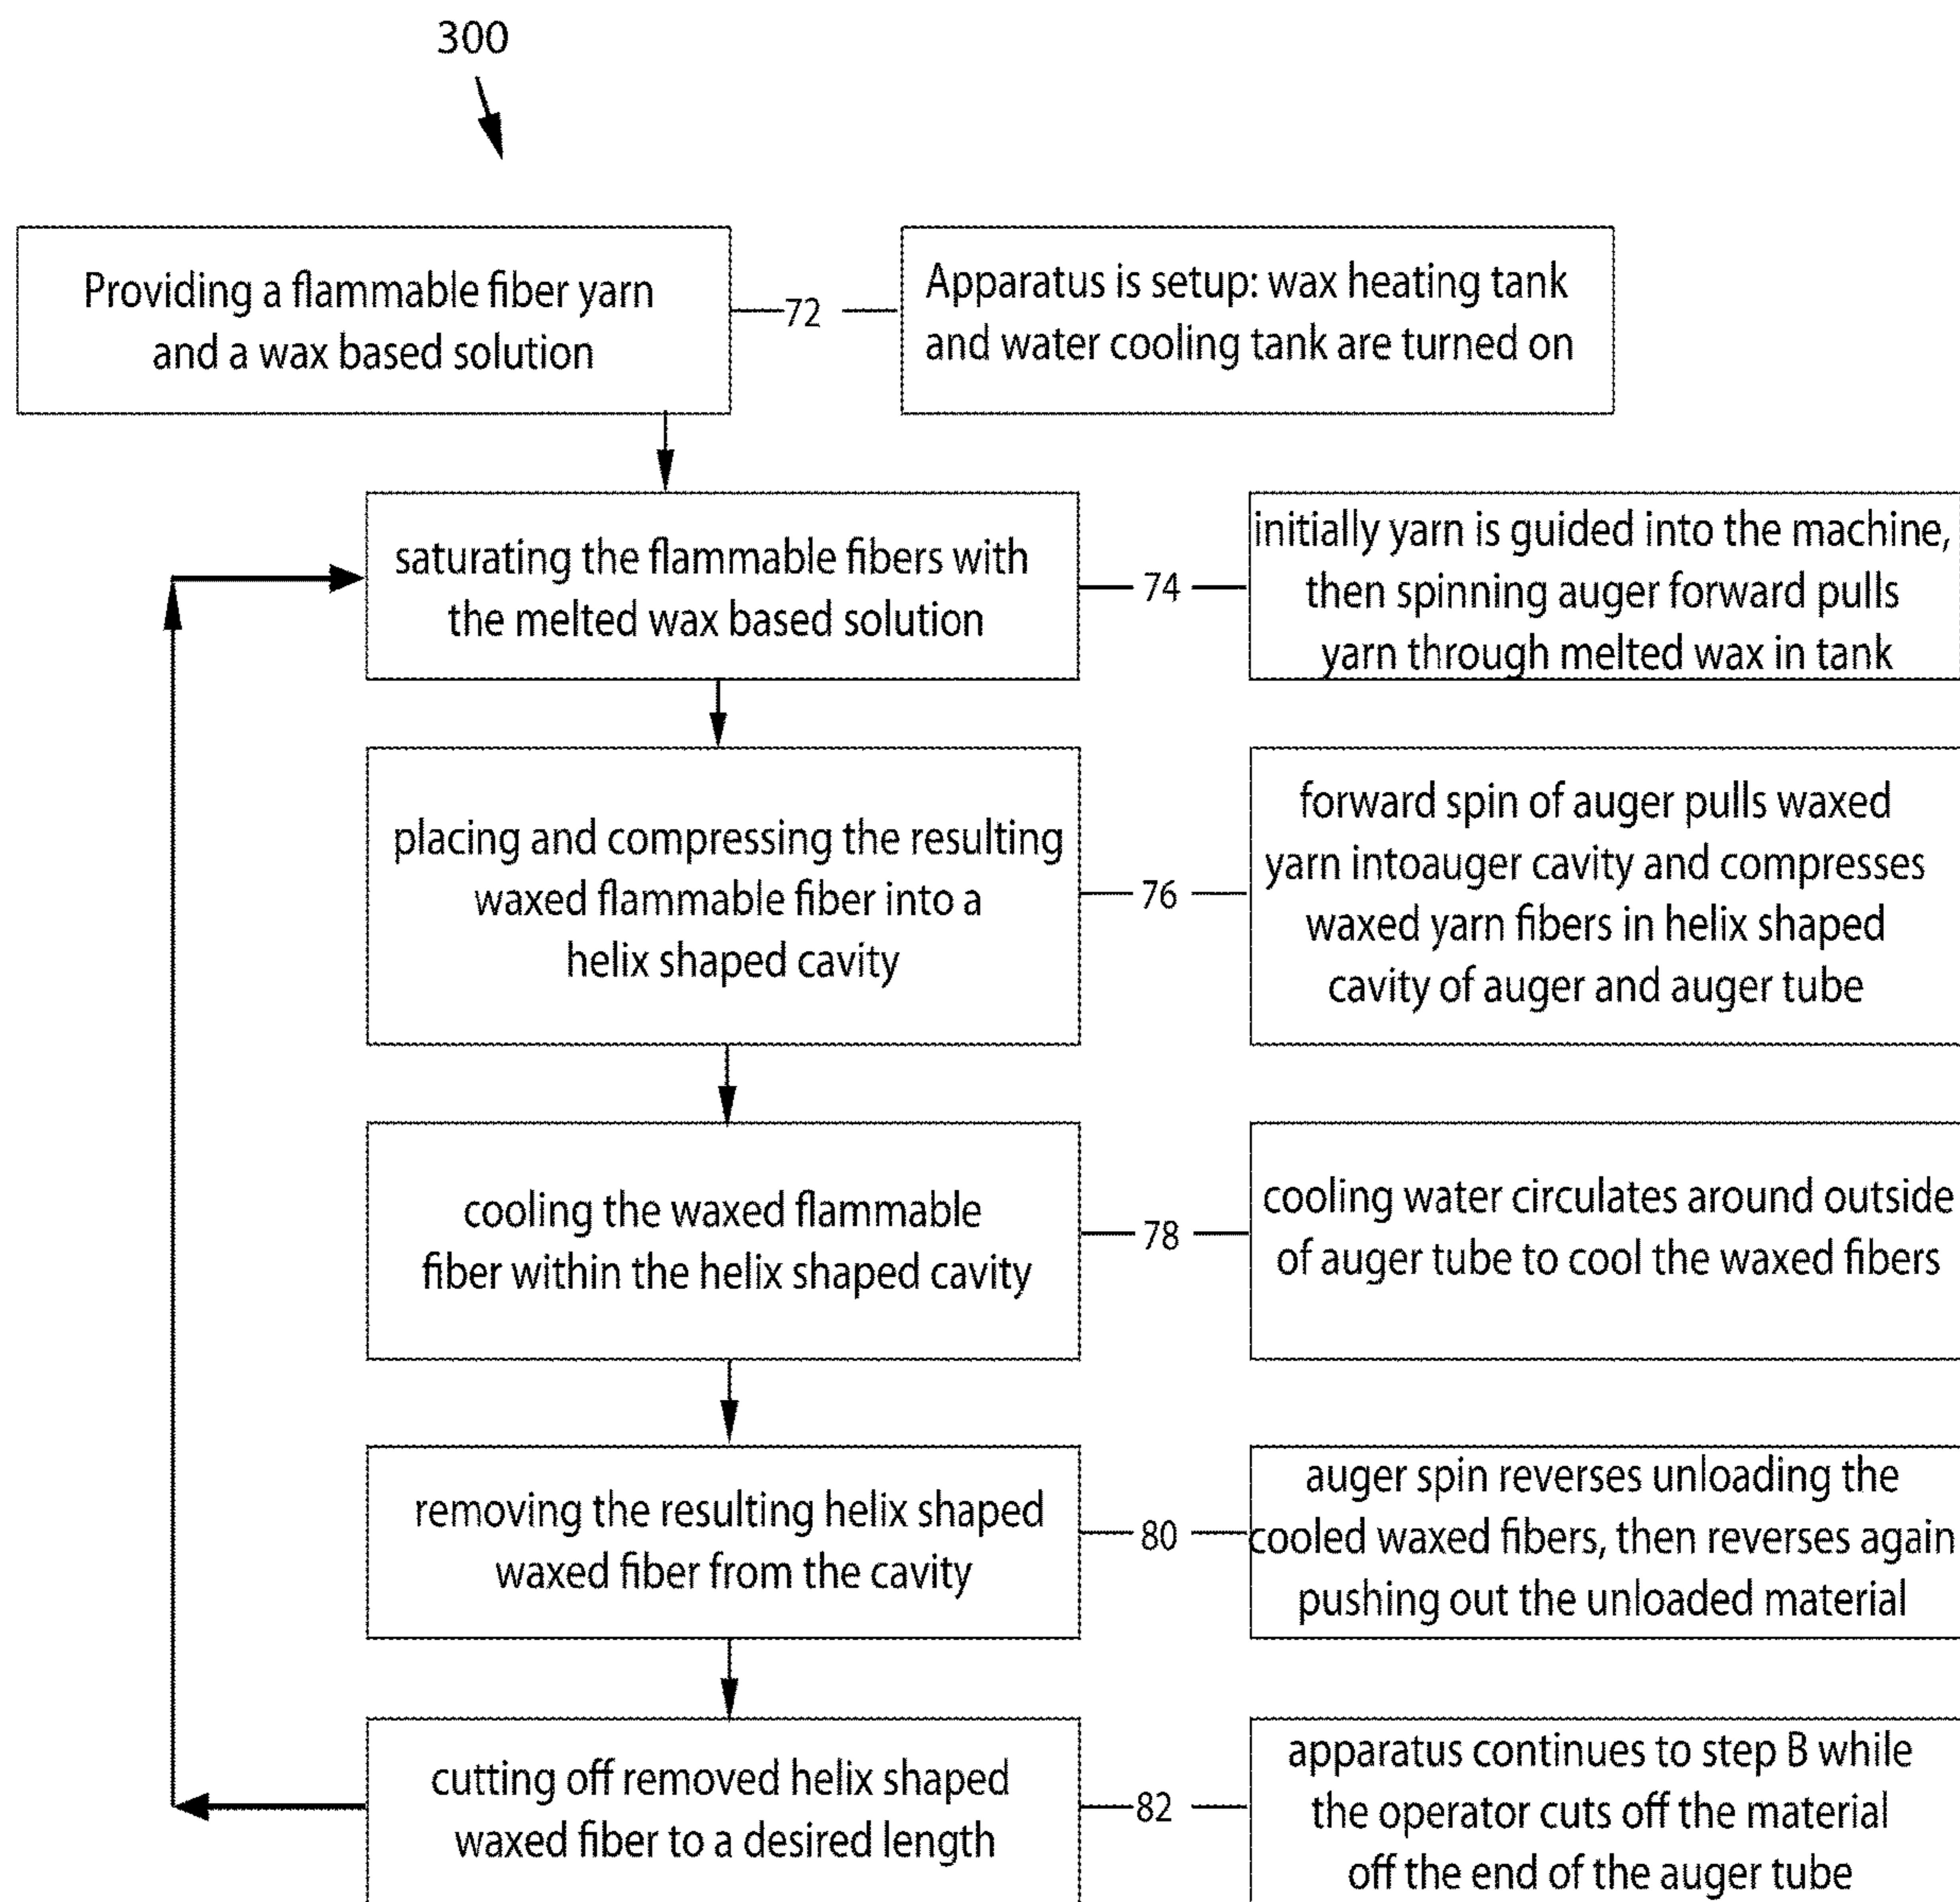 300
Providing a flammable fiber yarn
and a wax based solution
72
Apparatus is setup: wax heating tank
and water cooling tank are turned on
saturating the flammable fibers with
the melted wax based solution
74
initially yarn is guided into the machine,
then spinning auger forward pulls
yarn through melted wax in tank
placing and compressing the resulting
waxed flammable fiber into a
helix shaped cavity
76
forward spin of auger pulls waxed
yarn intoauger cavity and compresses
waxed yarn fibers in helix shaped
cavity of auger and auger tube
cooling the waxed flammable
fiber within the helix shaped cavity
78
cooling water circulates around outside
of auger tube to cool the waxed fibers
removing the resulting helix shaped
waxed fiber from the cavity
80
auger spin reverses unloading the
cooled waxed fibers, then reverses again
pushing out the unloaded material
cutting off removed helix shaped
waxed fiber to a desired length
82
apparatus continues to step B while
the operator cuts off the material
off the end of the auger tube